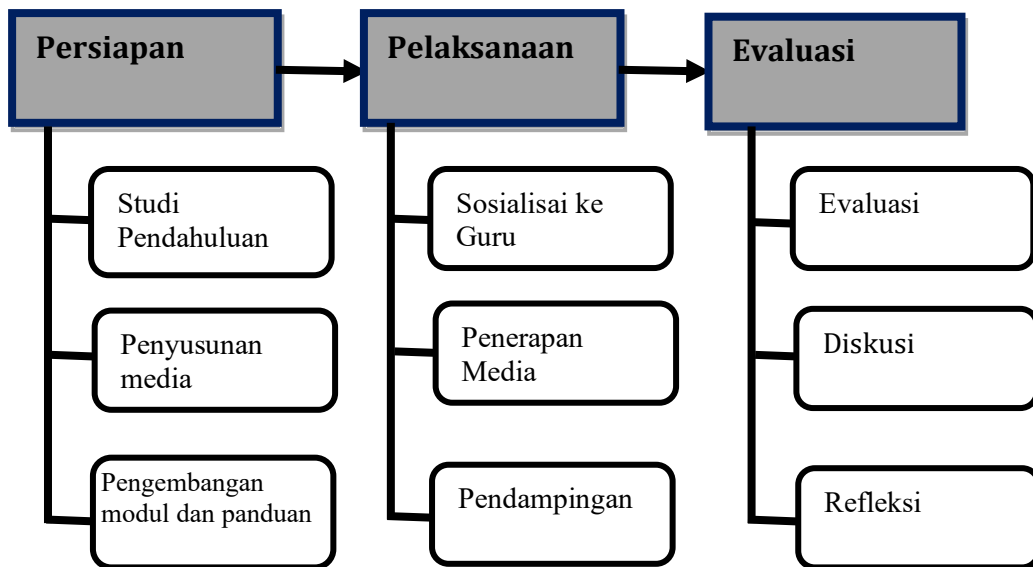 Persiapan
Pelaksanaan
Evaluasi
Studi
Pendahuluan
Penyusunan
media
Pengembangan
modul dan panduan
Sosialisai ke
Guru
Penerapan
Media
Pendampingan
Evaluasi
Diskusi
Refleksi